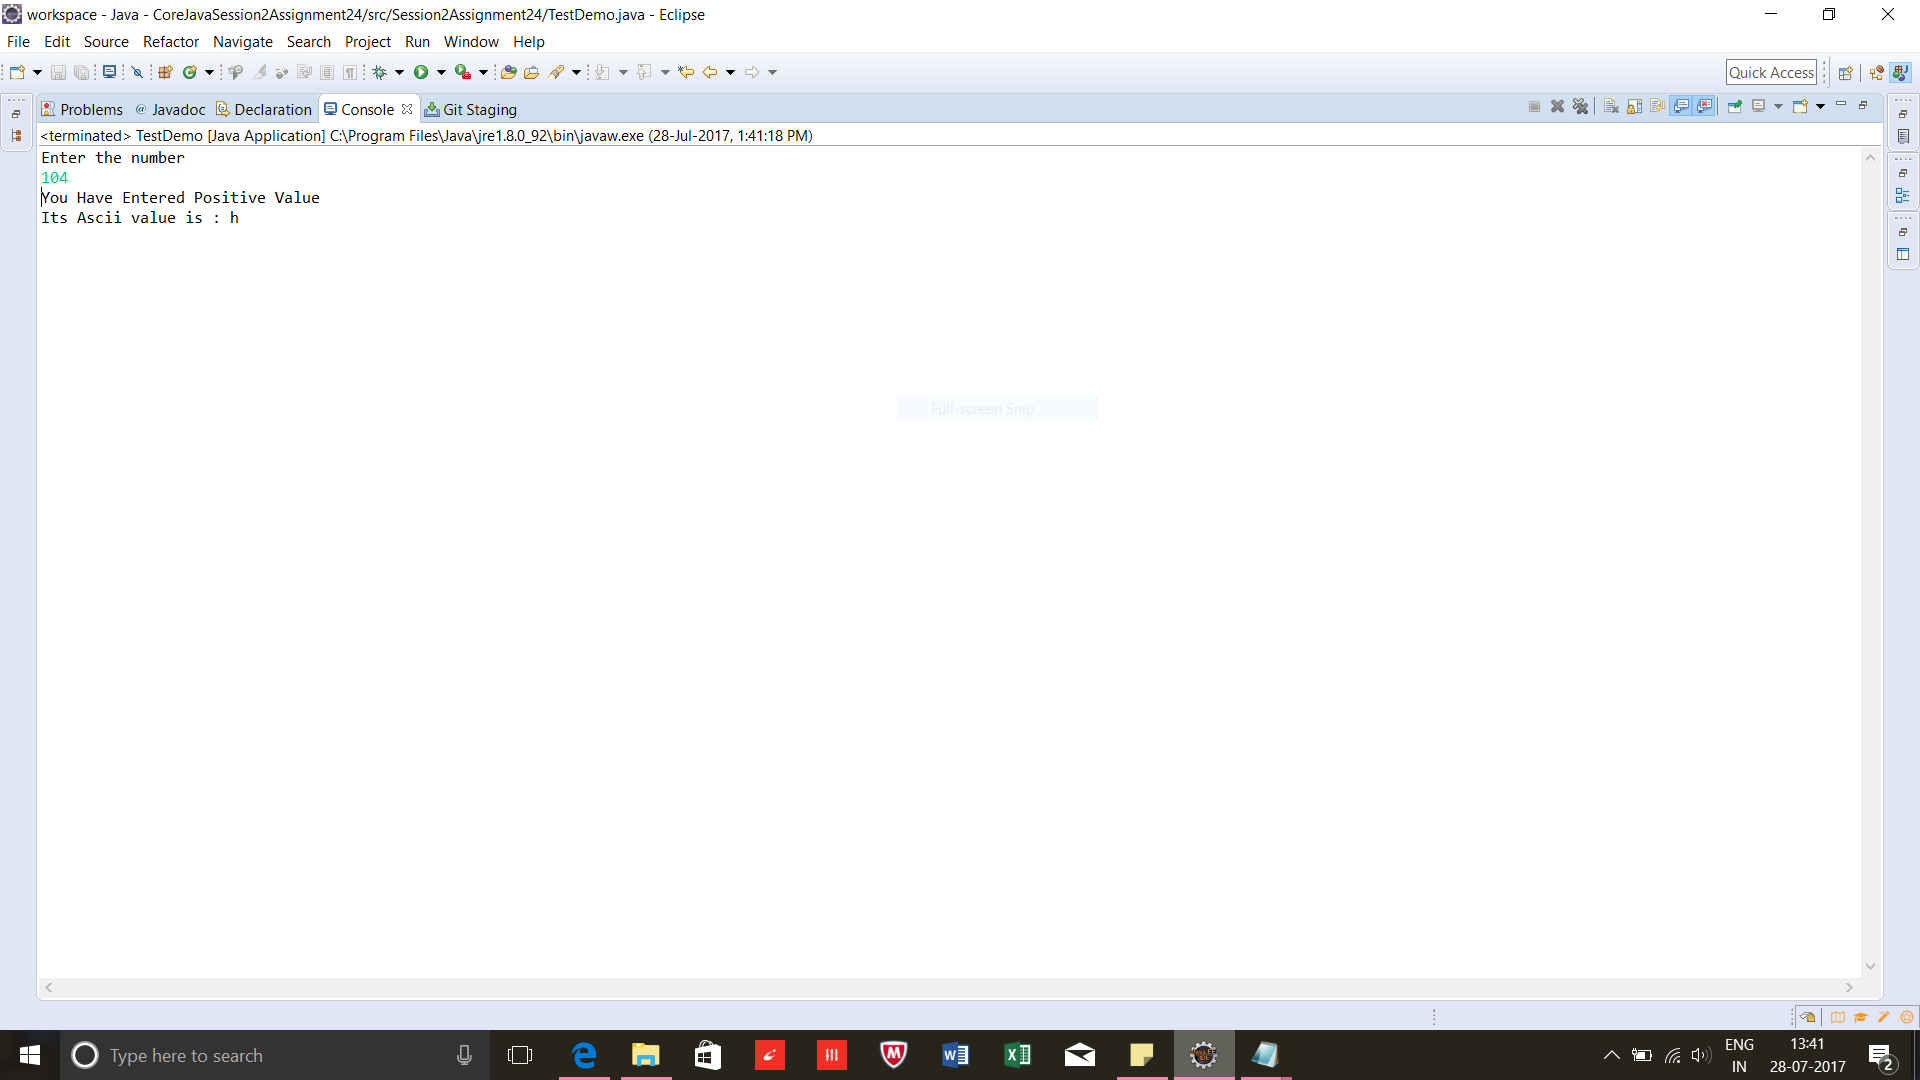 workspace - Java - CoreJavaSession2Assignment24/src/Session2Assignment24/TestDemo.java - Eclipse
File Edit Source Refactor Navigate Search Project Run Window Help
Quick Access
Problems @ Javadoc Declaration Console Git Staging
<terminated> TestDemo [Java Application] C:\Program Files\Java\jre1.8.0_92\bin\javaw.exe (28-Jul-2017, 1:41:18 PM)
Enter the number
104
You Have Entered Positive Value
Its Ascii value is : h
Full-screen Snip
Type here to search
ENG
IN
13:41
28-07-2017
2